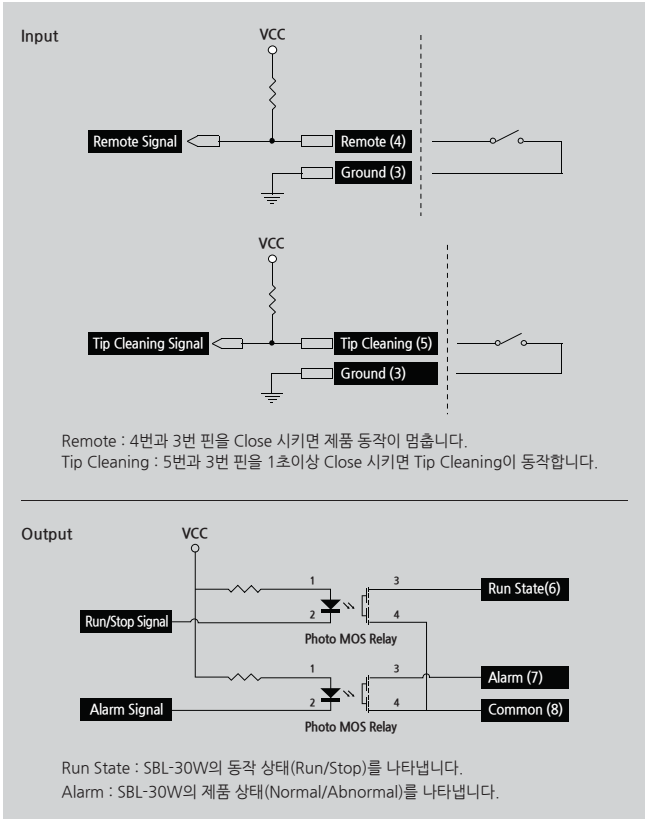 Input
VCC
Remote Signal
Remote (4)
Ground (3)
VCC
Tip Cleaning Signal
Tip Cleaning (5)
Ground (3)
Remote : 4번과 3번 핀을 Close 시키면 제품 동작이 멈춥니다.
Tip Cleaning : 5번과 3번 핀을 1초이상 Close 시키면 Tip Cleaning이 동작합니다.
Output
VCC
1
3
Run State(6)
2
4
Run/Stop Signal
Photo MOS Relay
1
3
Alarm (7)
2
4
Alarm Signal
Common (8)
Photo MOS Relay
Run State : SBL-30W의 동작 상태(Run/Stop)를 나타냅니다.
Alarm : SBL-30W의 제품 상태(Normal/Abnormal)를 나타냅니다.